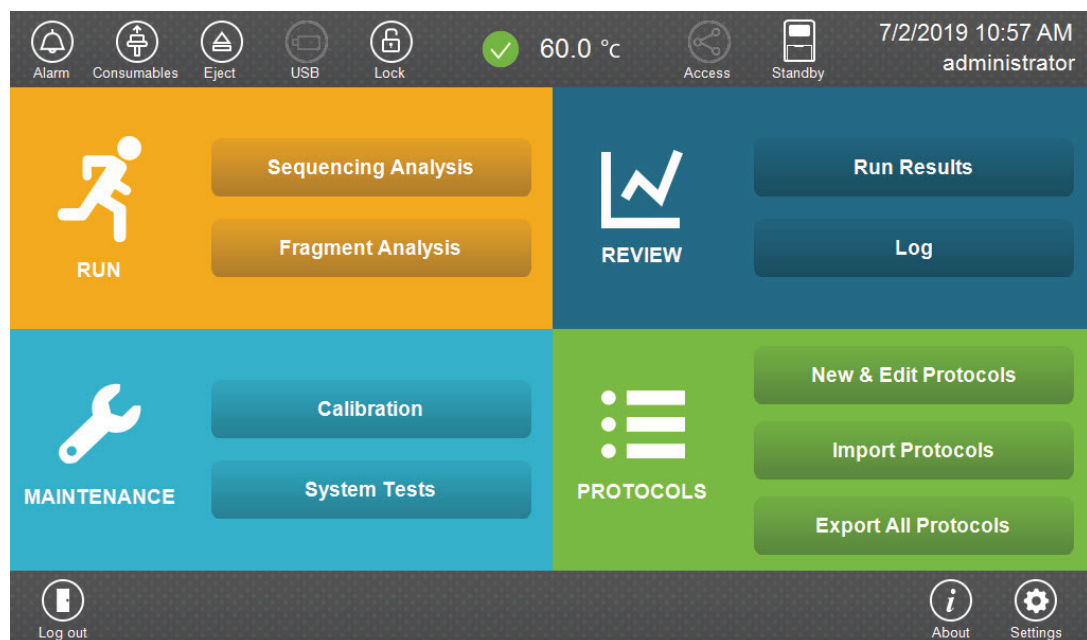 Alarm Consumables Eject USB Lock 60.0 °C Access Standby 7/2/2019 10:57 AM
administrator
RUN
Sequencing Analysis
Fragment Analysis
REVIEW
Run Results
Log
MAINTENANCE
Calibration
System Tests
PROTOCOLS
New & Edit Protocols
Import Protocols
Export All Protocols
Log out About Settings